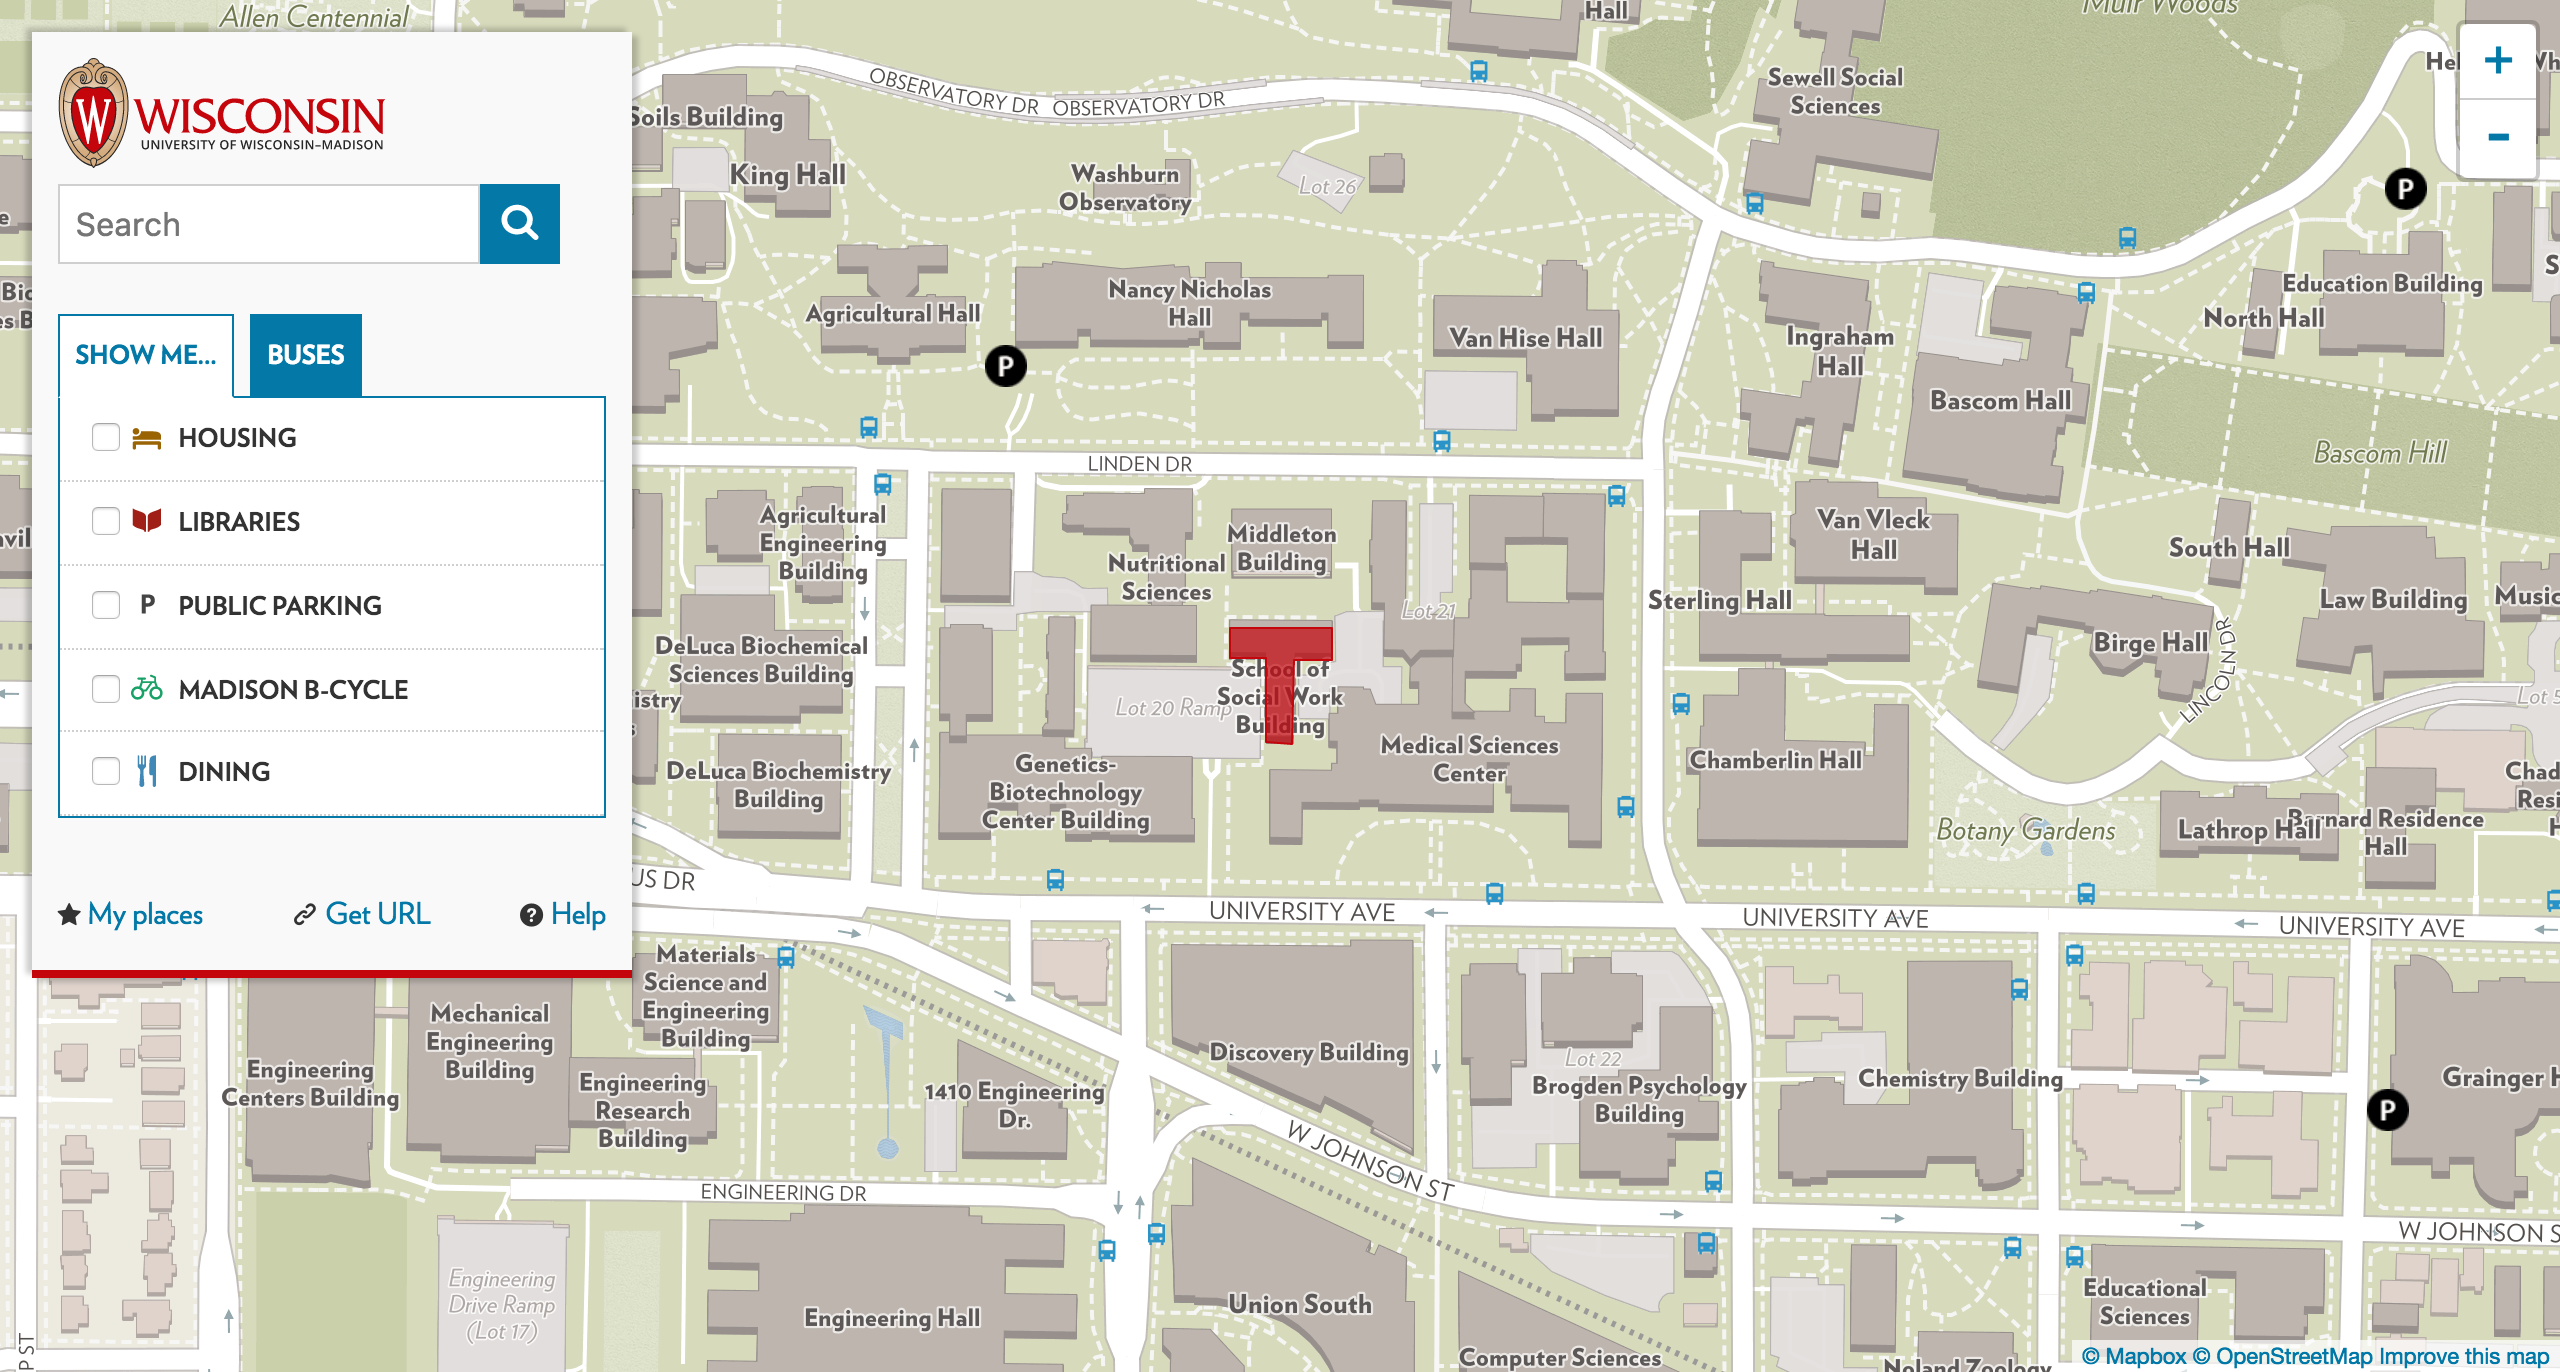 Allen Centennial
Hall
Muir Woods
WISCONSIN
UNIVERSITY OF WISCONSIN–MADISON
Search
SHOW ME...
BUSES
HOUSING
LIBRARIES
P PUBLIC PARKING
MADISON B-CYCLE
DINING
My places
Get URL
? Help
+
-
OBSERVATORY DR
OBSERVATORY DR
Sewell Social
Sciences
Soils Building
King Hall
Washburn
Observatory
Lot 26
P
Agricultural Hall
Nancy Nicholas
Hall
Van Hise Hall
P
Ingraham
Hall
Bascom Hall
North Hall
Education Building
Bascom Hill
LINDEN DR
Agricultural
Engineering
Building
Nutritional
Sciences
Middleton
Building
Lot 21
Van Vleck
Hall
Sterling Hall
South Hall
Law Building
Music
Birge Hall
LINCOLN DR
DeLuca Biochemical
Sciences Building
School of
Social Work
Building
Lot 20 Ramp
DeLuca Biochemistry
Building
Genetics-
Biotechnology
Center Building
Medical Sciences
Center
Chamberlin Hall
Botany Gardens
Lathrop Hall
Barnard Residence
Hall
US DR
UNIVERSITY AVE
UNIVERSITY AVE
UNIVERSITY AVE
Materials
Science and
Engineering
Building
Mechanical
Engineering
Building
Engineering
Centers Building
Engineering
Research
Building
1410 Engineering
Dr.
Discovery Building
Lot 22
Brogden Psychology
Building
Chemistry Building
Grainger H
P
W JOHNSON ST
ENGINEERING DR
W JOHNSON S
Engineering
Drive Ramp
(Lot 17)
Engineering Hall
Union South
Computer Sciences
Educational
Sciences
Noland Zoology
P ST
© Mapbox © OpenStreetMap Improve this map